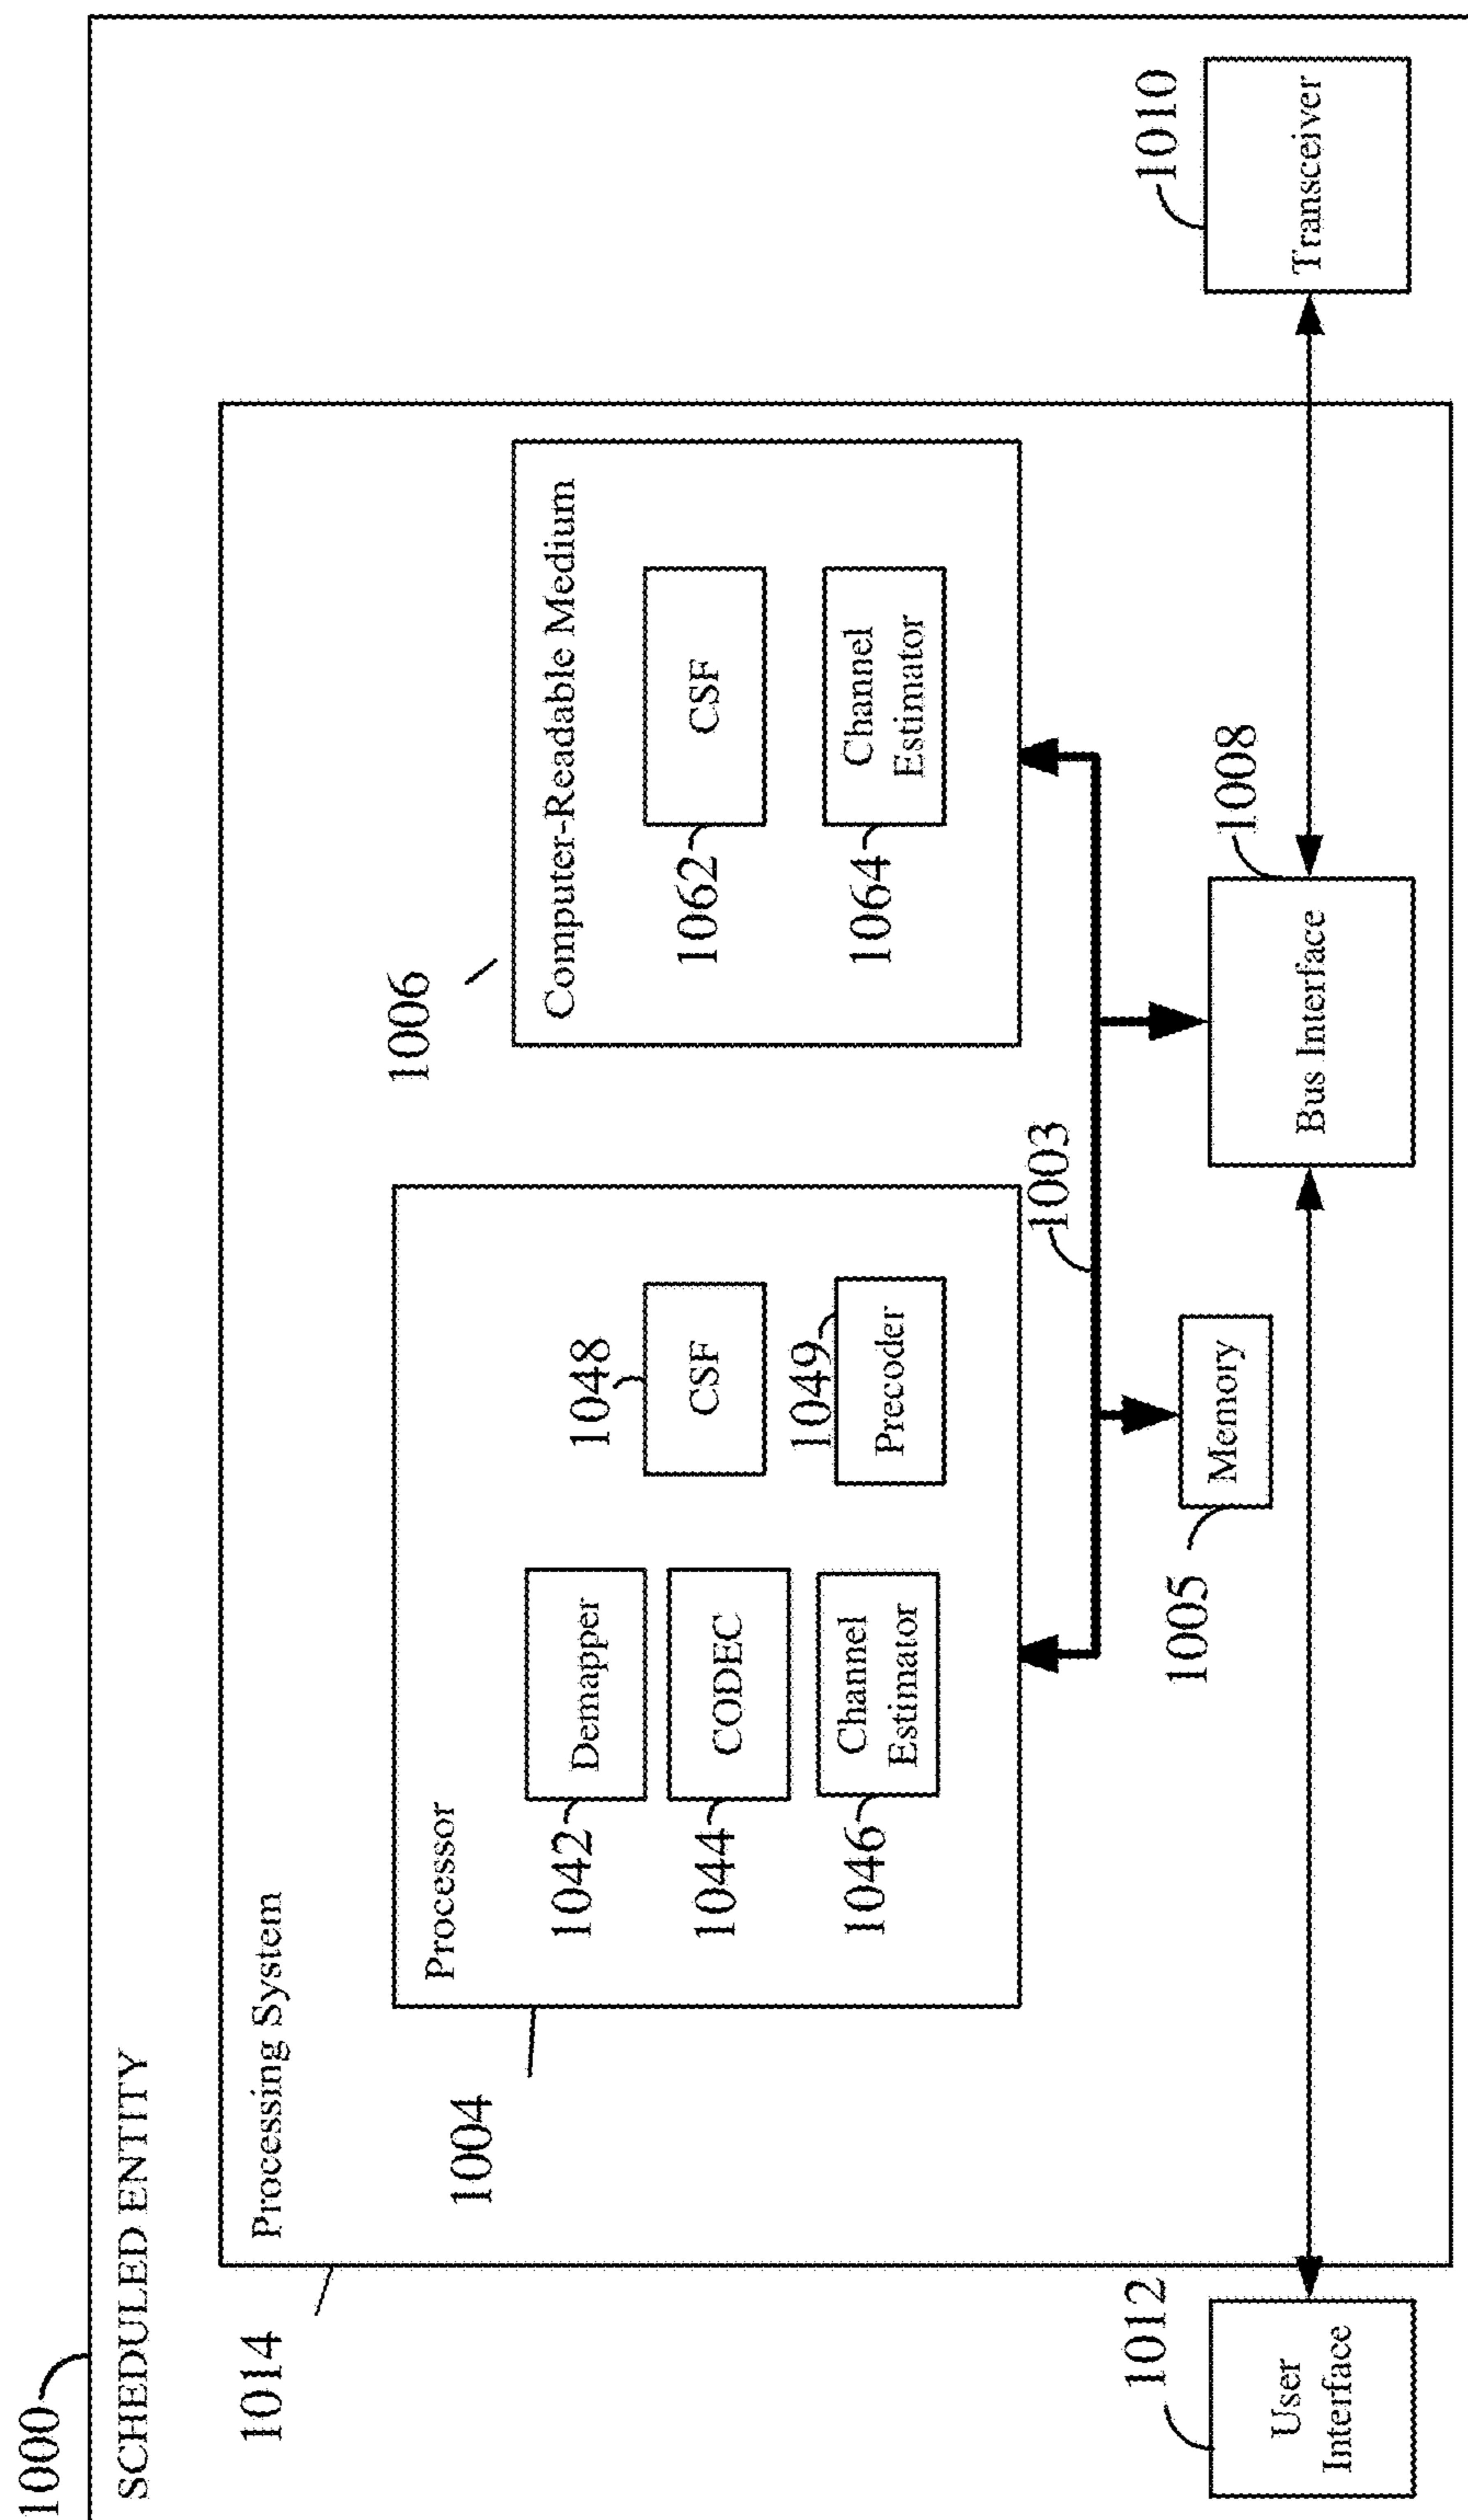 1000
SCHEDULED ENTITY
1014
Processing System
1004
Processor
1042
Demapper
1044
CODEC
1046
Channel
Estimator
1048
CSF
1049
Precoder
1006
Computer-Readable Medium
1062
CSF
1064
Channel
Estimator
1003
1005
Memory
1008
Bus Interface
1012
User
Interface
1010
Transceiver